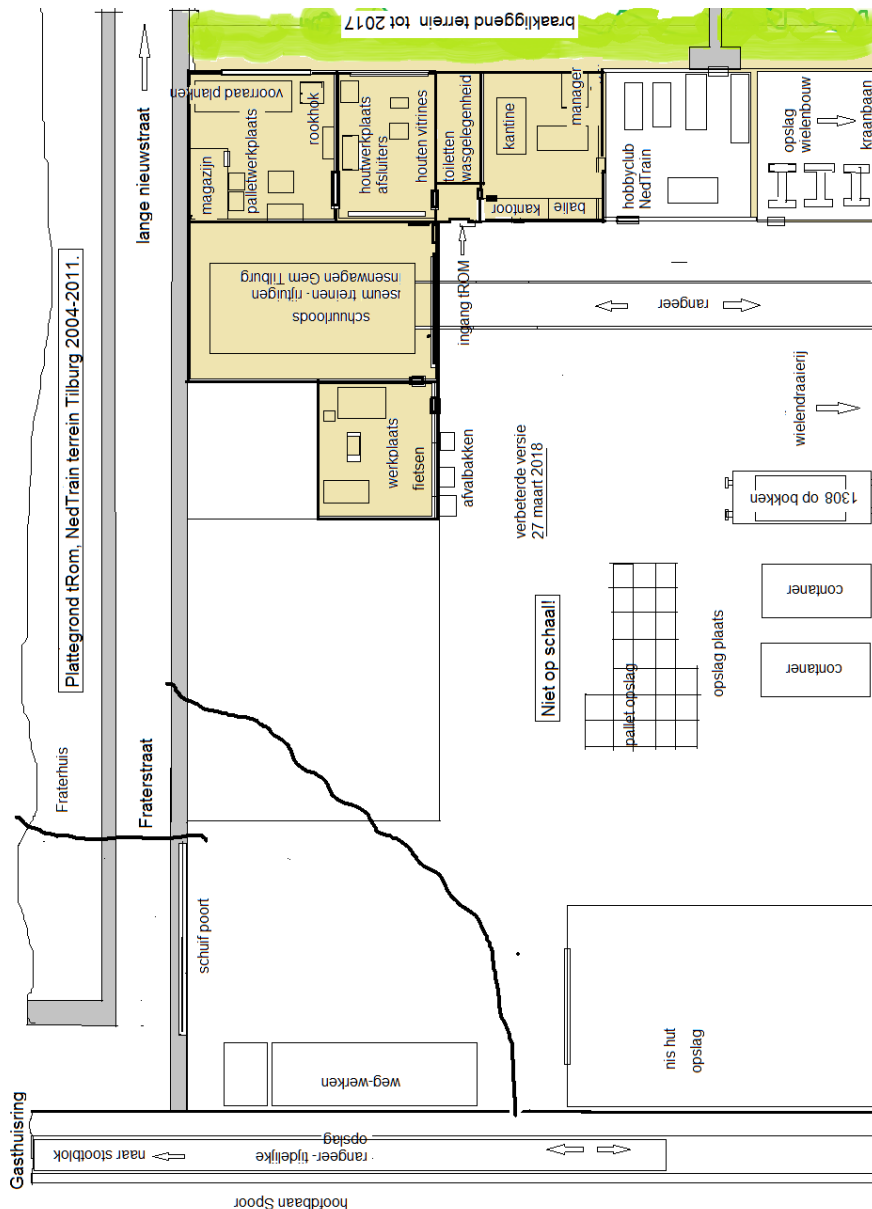 braakliggend terrein  tot 2017
lange nieuwstraat
Plattegrond tRom, NedTrain terrein Tilburg 2004-2011.
Fraterhuis
Fraterstraat
Gasthuisring
voorraad planken
magazijn
palletwerkplaats
rookhok
houtwerkplaats
afsluiters
houten vitrines
toiletten
wasgelegenheid
kantine
manager
kantoor
balie
hobbyclub
NedTrain
opslag
wielenbouw
kraanbaan
schuurloods
seum treinen - rijtuigen
nsenwagen Gem Tilburg
ingang tROM
rangeer
werkplaats
fietsen
afvalbakken
verbeterde versie
27 maart 2018
wielendraaierij
1308 op bokken
Niet op schaal!
pallet opslag
opslag plaats
contaner
contaner
schuif poort
weg-werken
nis hut
opslag
naar stootblok
rangeer- tijdelijke
opslag
hoofdbaan Spoor